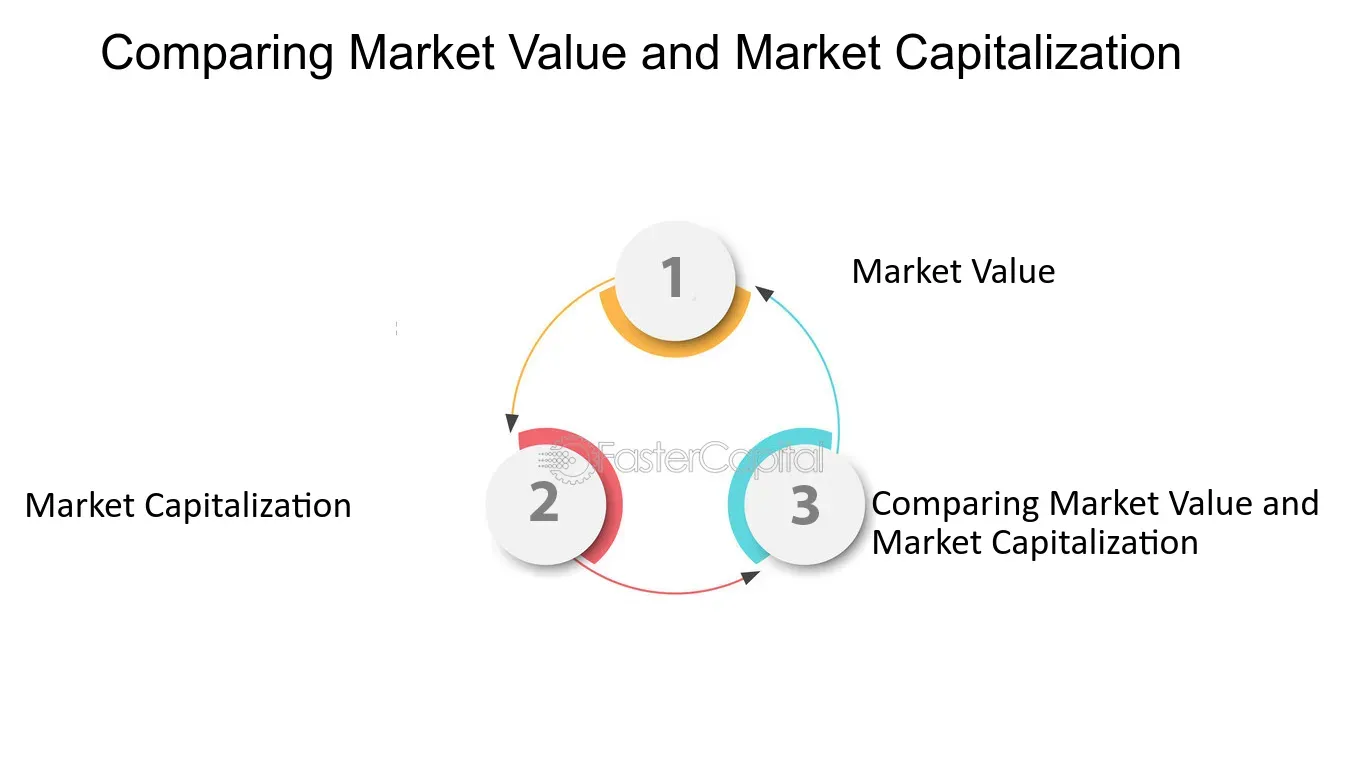 Comparing Market Value and Market Capitalization
1
Market Value
FasterCapital
Market Capitalization
2
3
Comparing Market Value and
Market Capitalization